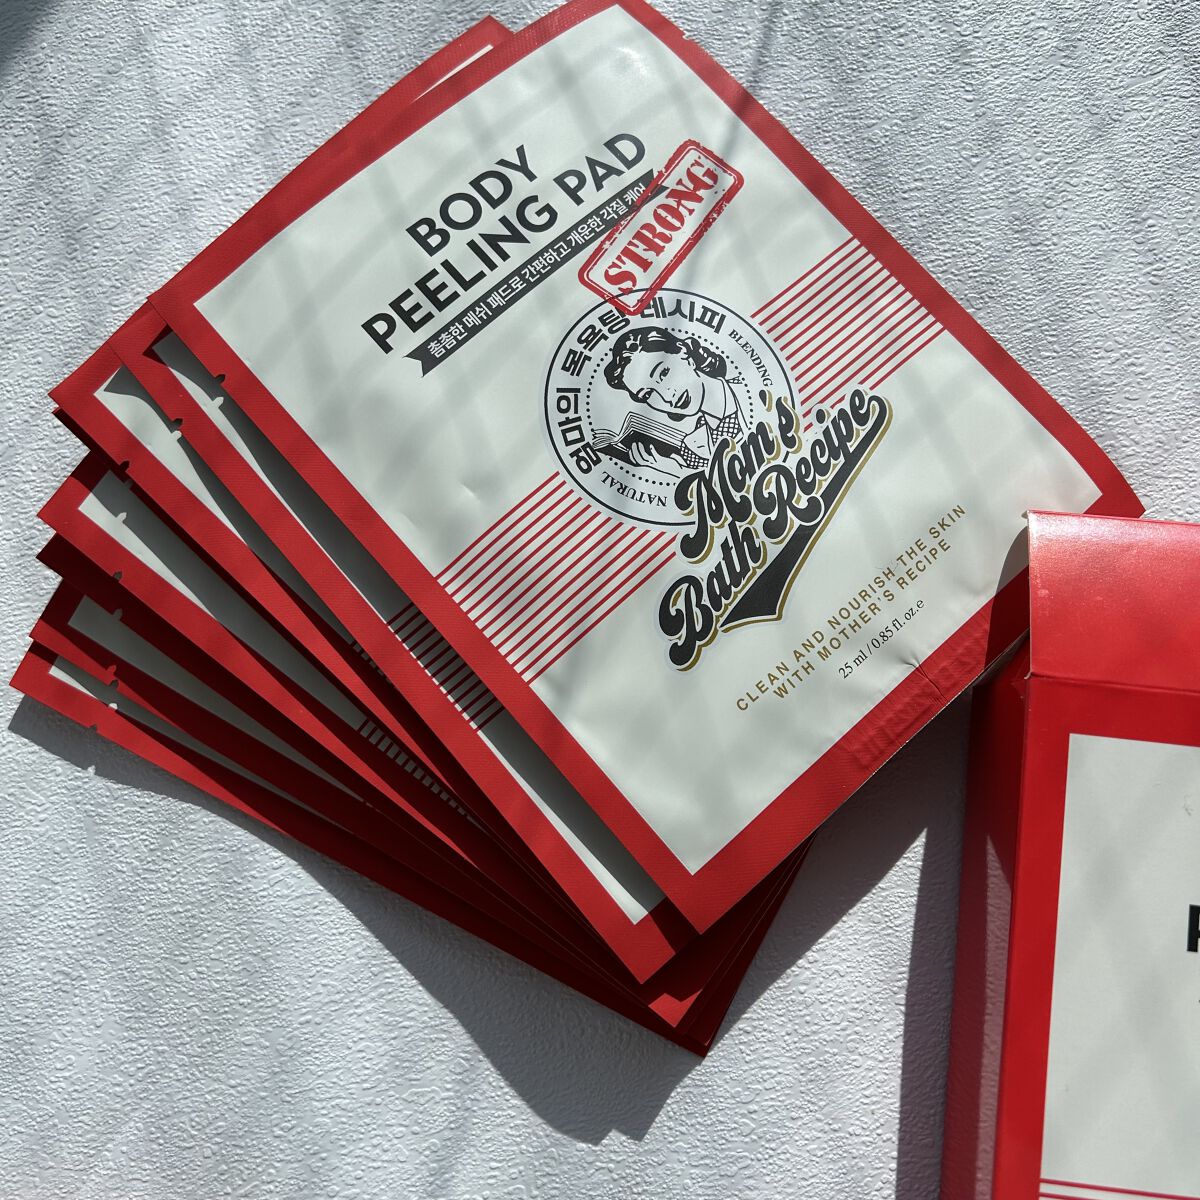 BODY
PEELING PAD
촘촘한 메쉬 패드로 간편하고 개운한 각질 케어
STRONG
엄마의 목욕탕 레시피
BLENDING
NATURAL
Mom's
Bath Recipe
CLEAN AND NOURISH THE SKIN
WITH MOTHER'S RECIPE
25 ml / 0.85 fl. oz.e